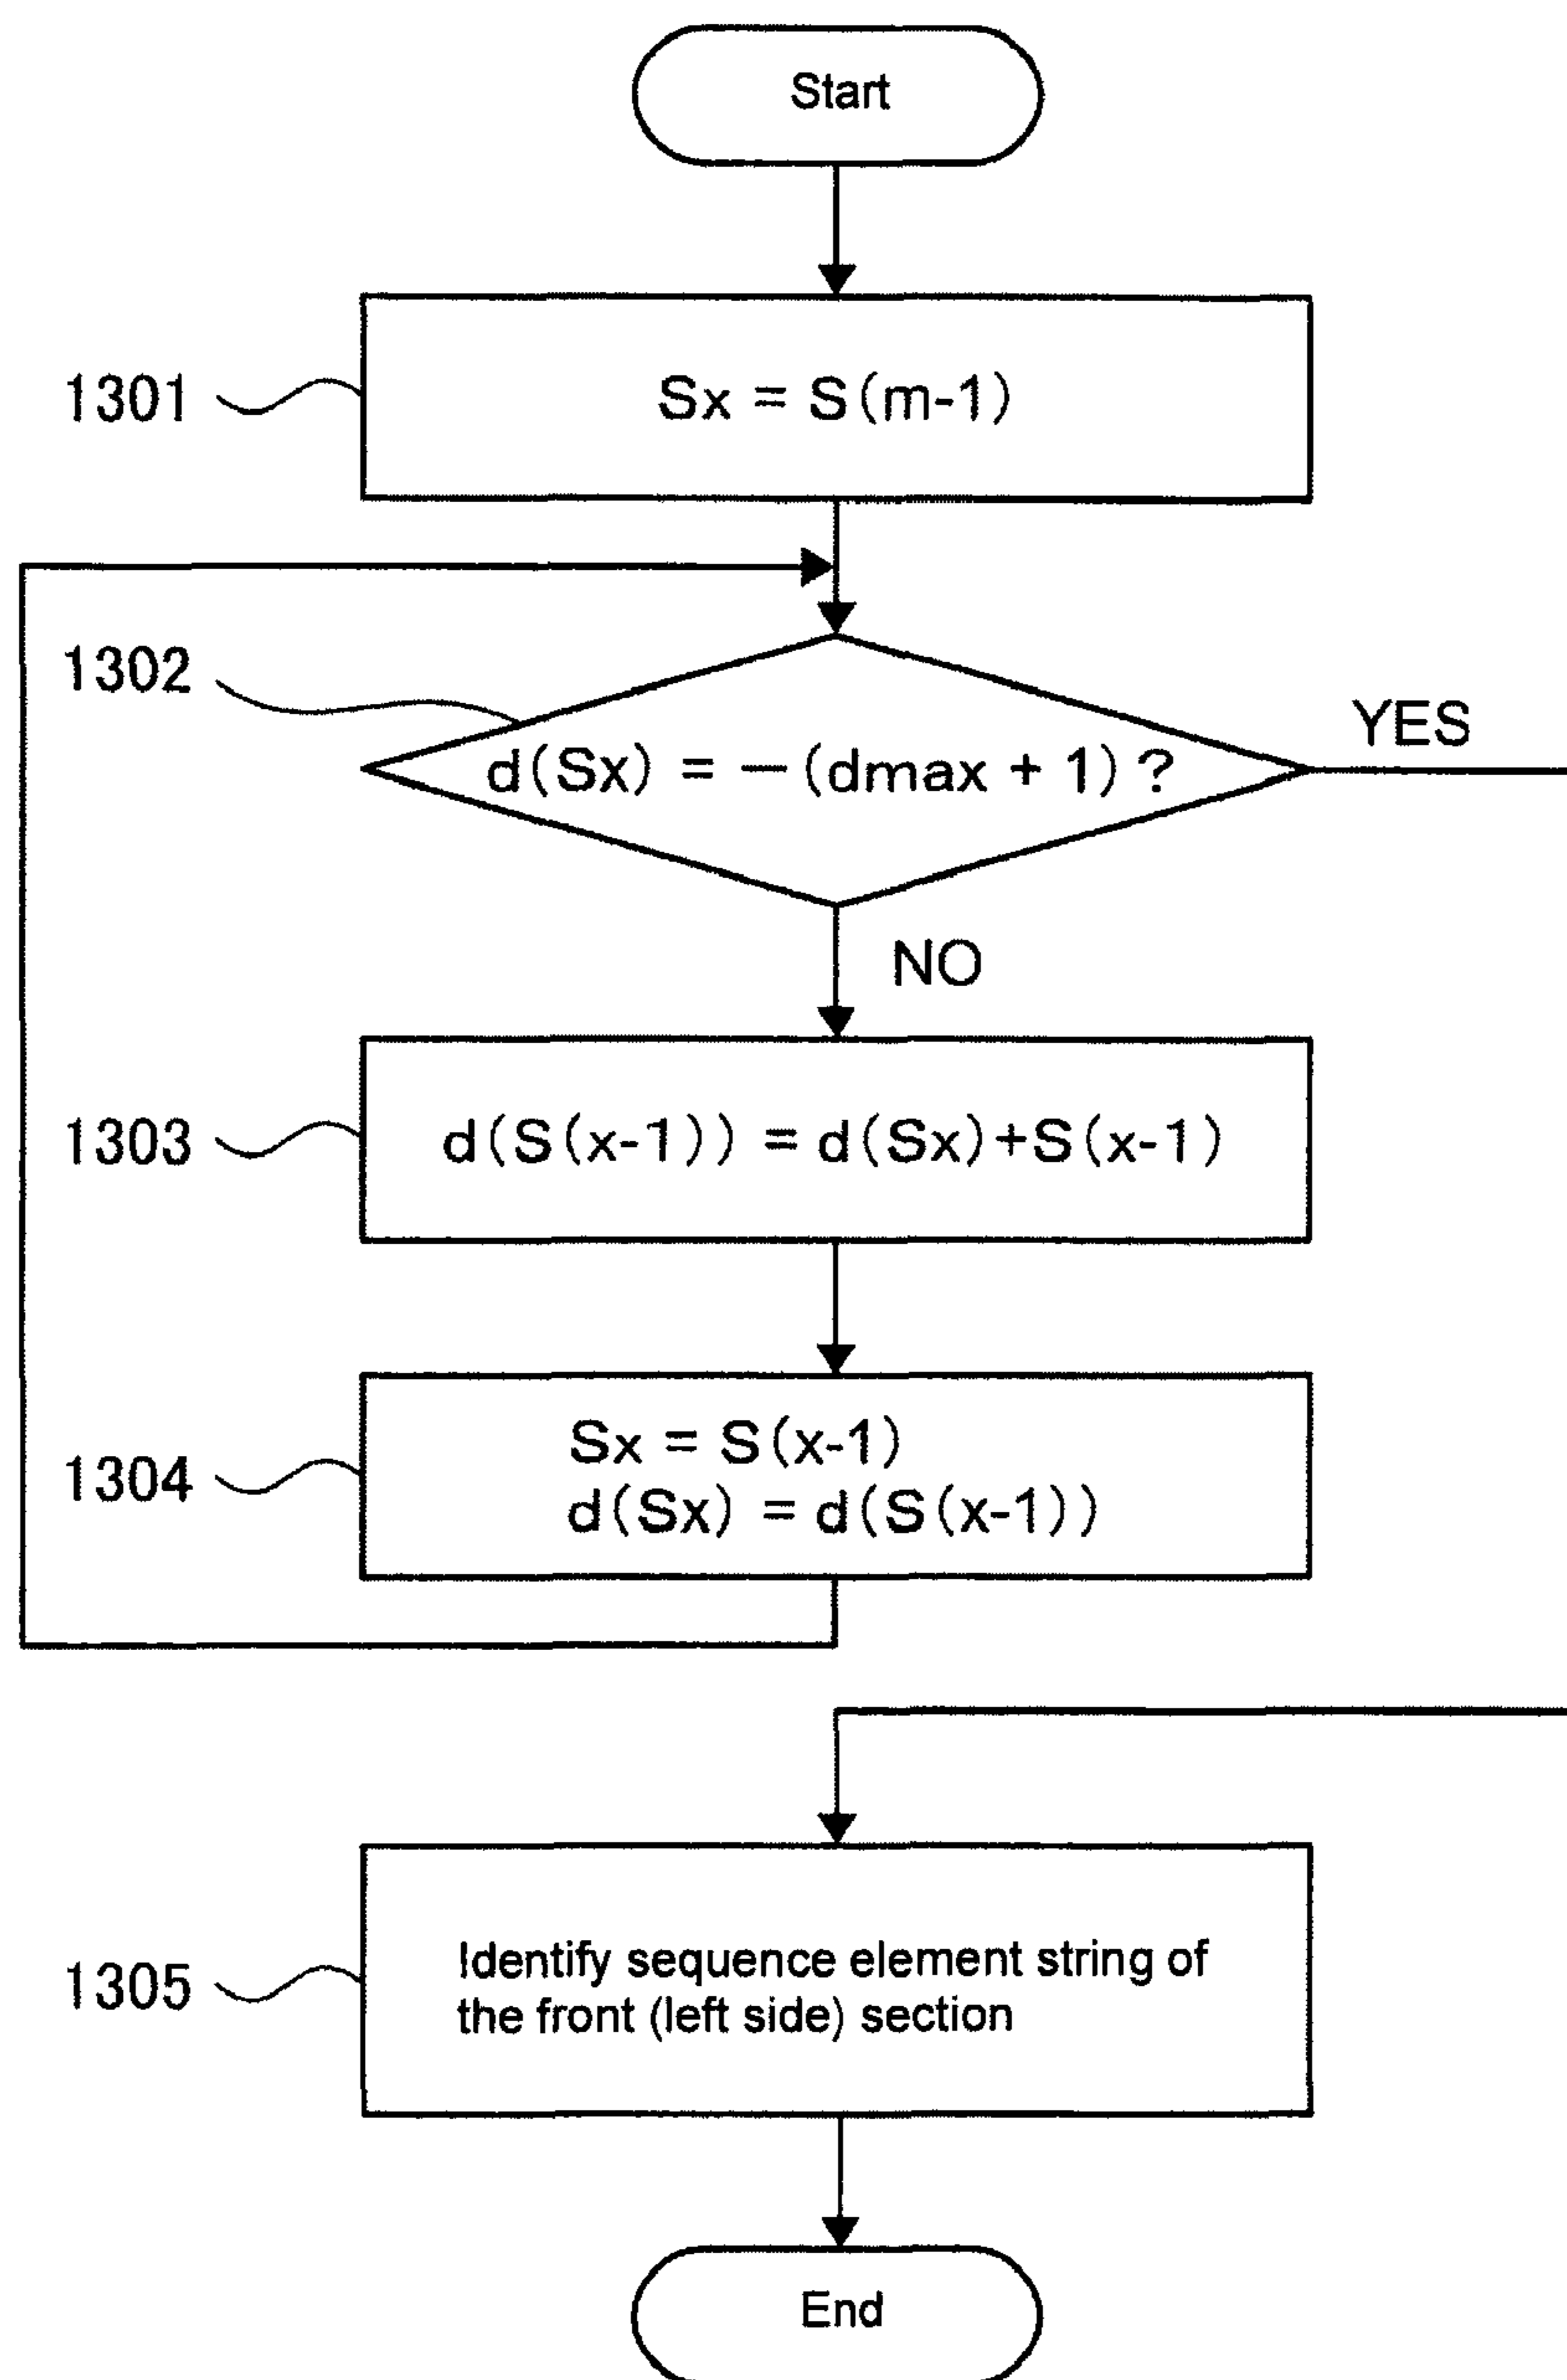 Start
1301
Sx = S(m-1)
1302
d(Sx) = －(dmax + 1)?
YES
NO
1303
d(S(x-1)) = d(Sx)+S(x-1)
1304
Sx = S(x-1)
d(Sx) = d(S(x-1))
1305
Identify sequence element string of
the front (left side) section
End